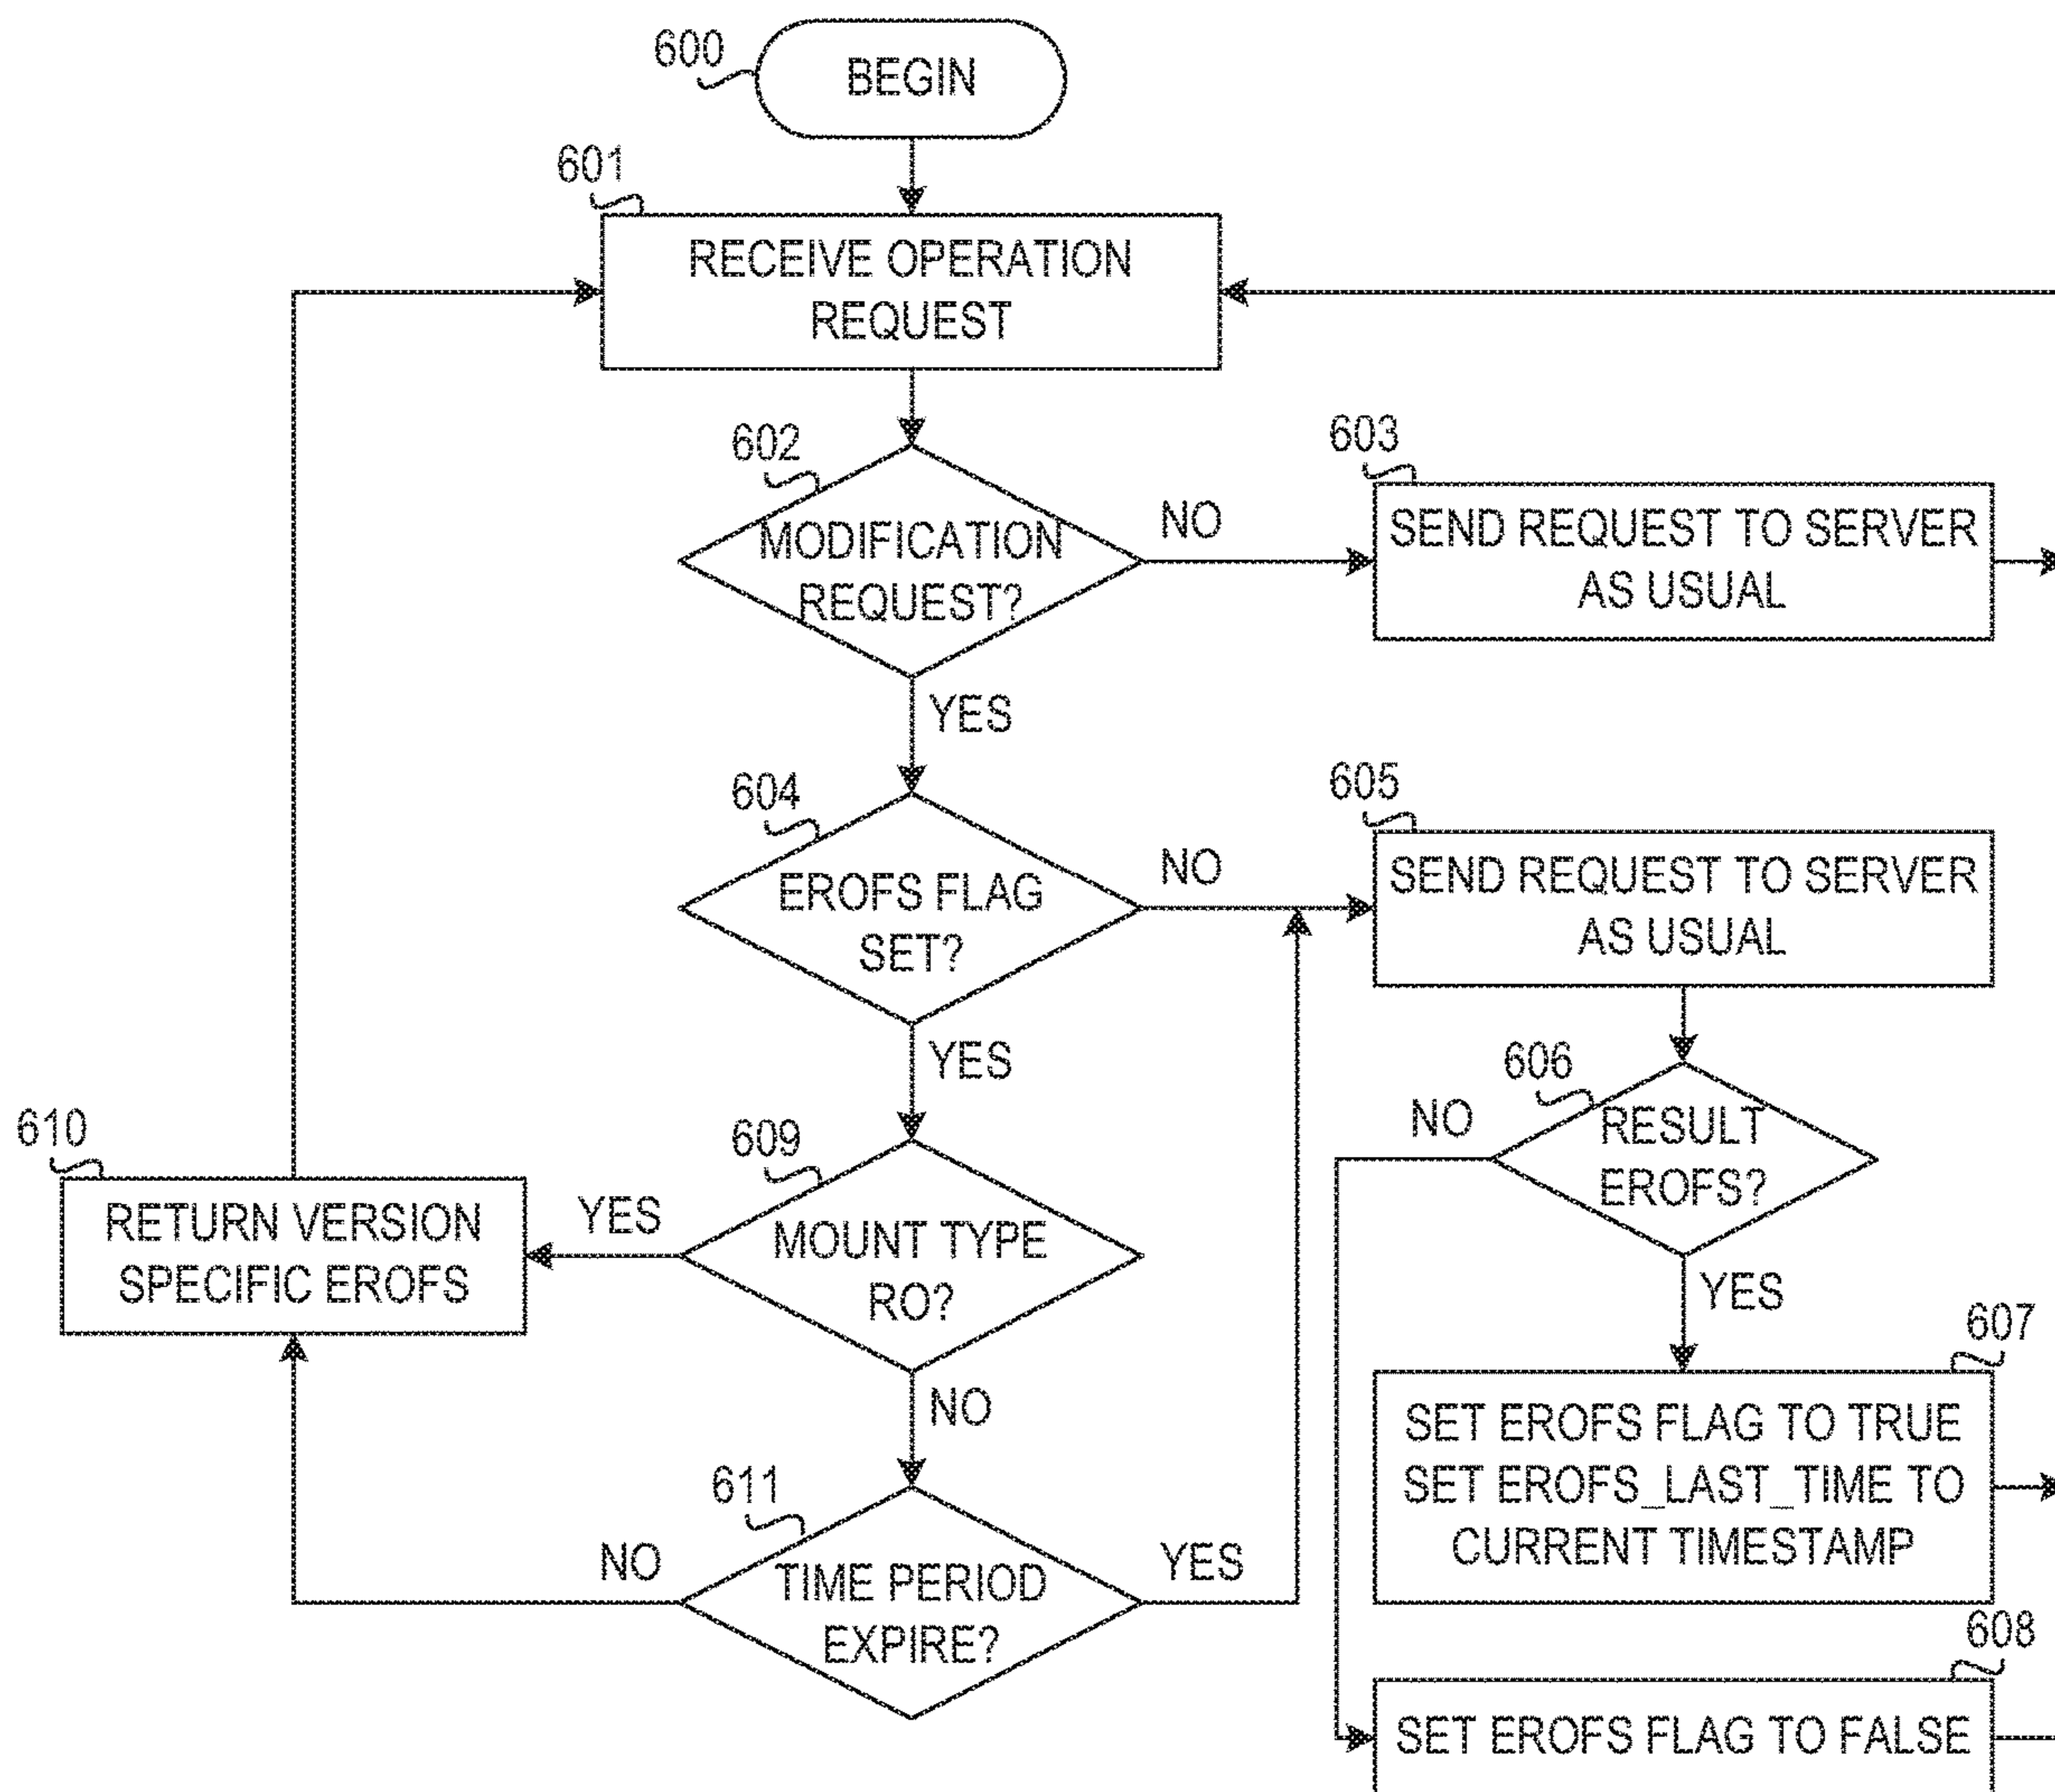 600
BEGIN
601
RECEIVE OPERATION
REQUEST
602
MODIFICATION
REQUEST?
NO
603
SEND REQUEST TO SERVER
AS USUAL
YES
604
EROFS FLAG
SET?
NO
605
SEND REQUEST TO SERVER
AS USUAL
YES
606
RESULT
EROFS?
NO
YES
609
MOUNT TYPE
RO?
YES
610
RETURN VERSION
SPECIFIC EROFS
NO
607
SET EROFS FLAG TO TRUE
SET EROFS_LAST_TIME TO
CURRENT TIMESTAMP
611
TIME PERIOD
EXPIRE?
NO
YES
608
SET EROFS FLAG TO FALSE